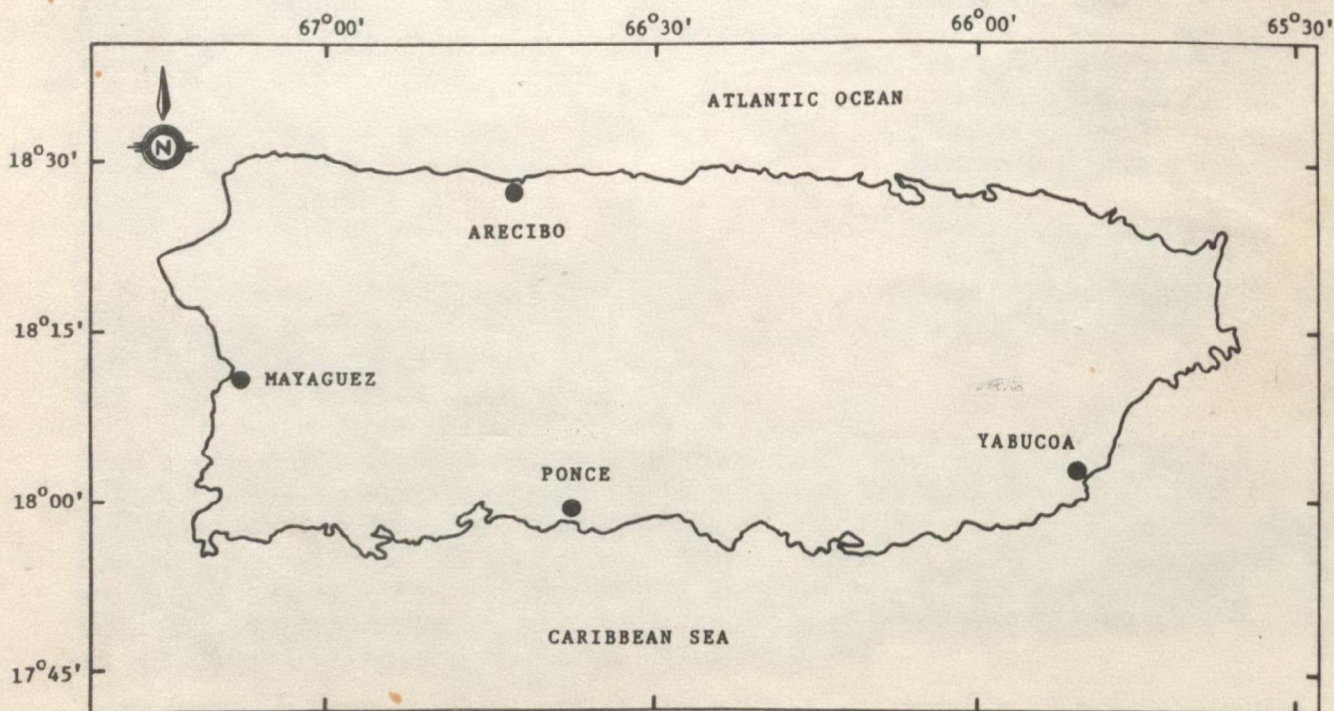 67°00' 66°30' 66°00' 65°30'
ATLANTIC OCEAN
N
18°30'
ARECIBO
18°15'
MAYAGUEZ
YABUCOA
PONCE
18°00'
CARIBBEAN SEA
17°45'